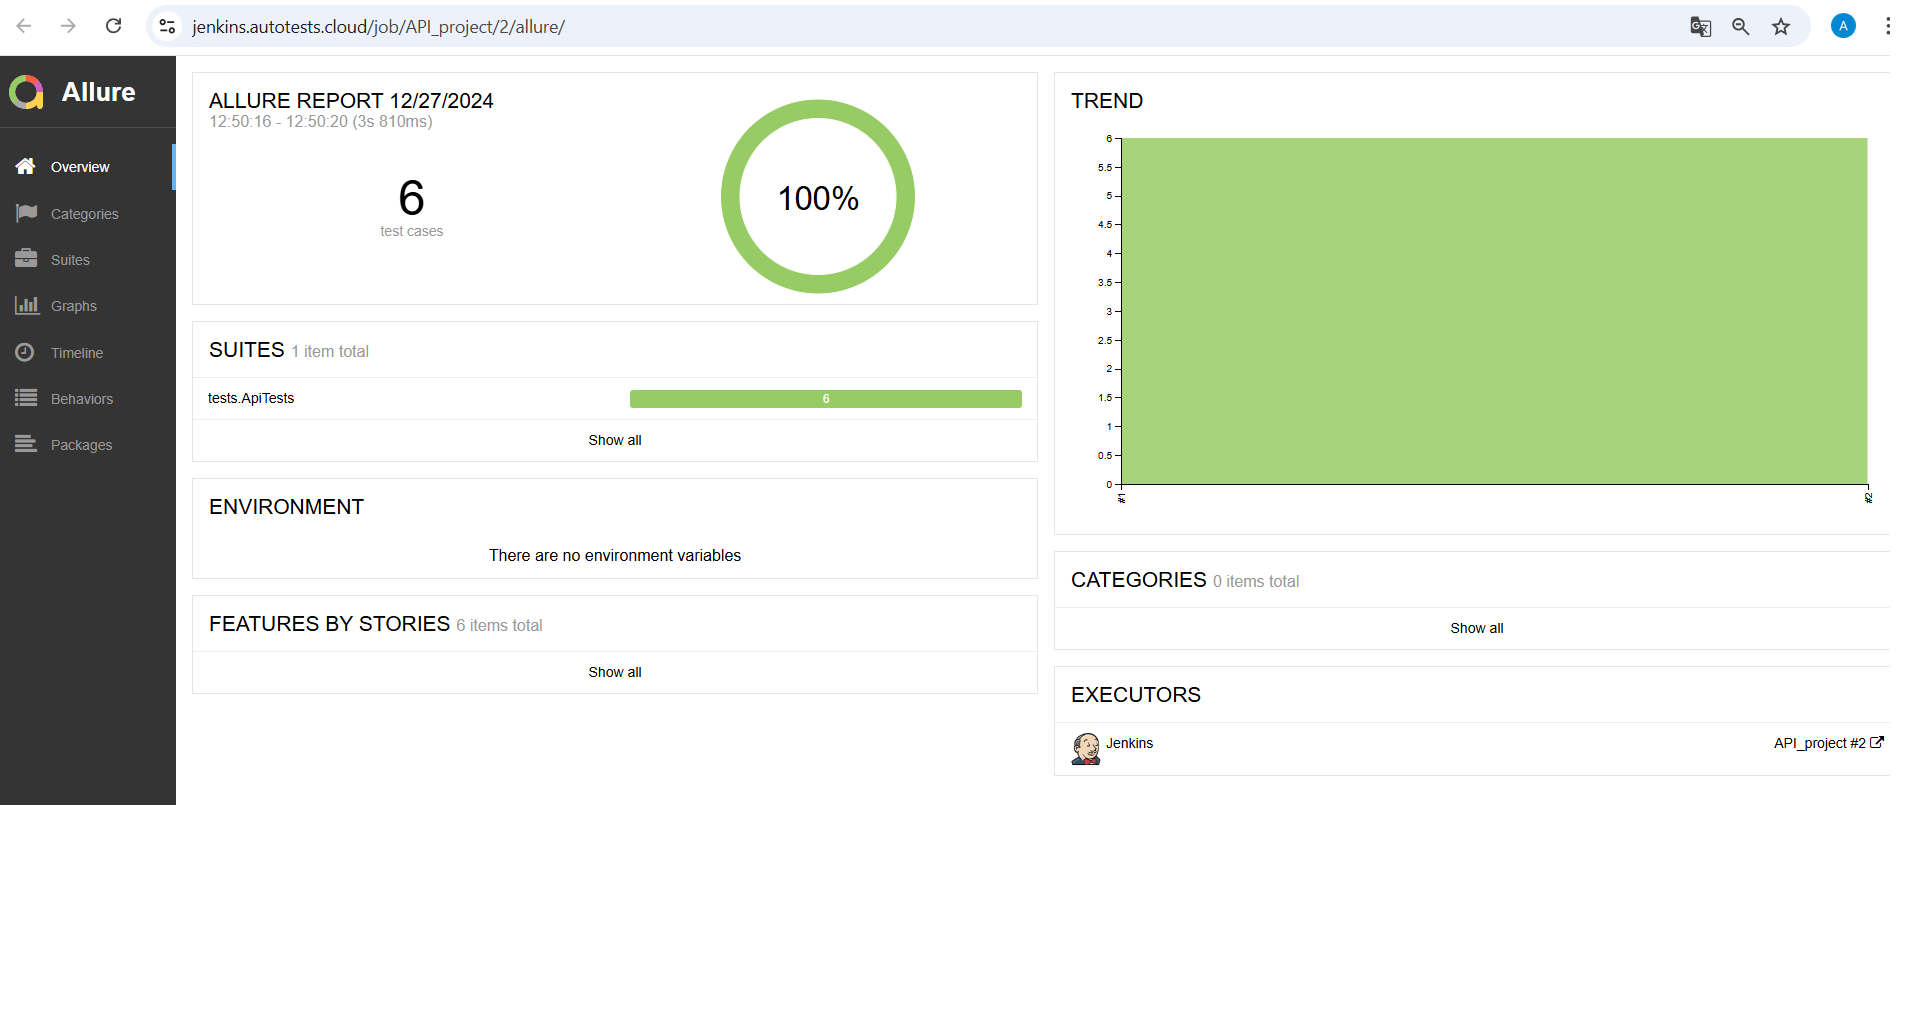 jenkins.autotests.cloud/job/API_project/2/allure/
A
Allure
Overview
Categories
Suites
Graphs
Timeline
Behaviors
Packages
ALLURE REPORT 12/27/2024
12:50:16 - 12:50:20 (3s 810ms)
6
test cases
100%
SUITES 1 item total
tests.ApiTests 6
Show all
ENVIRONMENT
There are no environment variables
FEATURES BY STORIES 6 items total
Show all
TREND
6
5.5
5
4.5
4
3.5
3
2.5
2
1.5
1
0.5
0
#1
#2
CATEGORIES 0 items total
Show all
EXECUTORS
Jenkins API_project #2